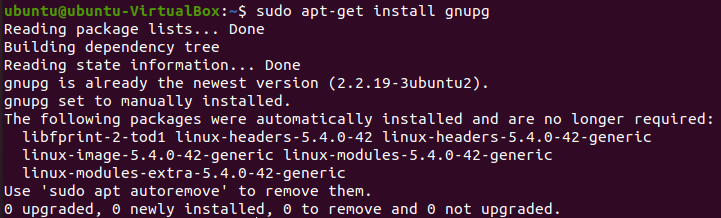 ubuntu@ubuntu-VirtualBox:~$ sudo apt-get install gnupg
Reading package lists... Done
Building dependency tree
Reading state information... Done
gnupg is already the newest version (2.2.19-3ubuntu2).
gnupg set to manually installed.
The following packages were automatically installed and are no longer required:
  libfprint-2-tod1 linux-headers-5.4.0-42 linux-headers-5.4.0-42-generic
  linux-image-5.4.0-42-generic linux-modules-5.4.0-42-generic
  linux-modules-extra-5.4.0-42-generic
Use 'sudo apt autoremove' to remove them.
0 upgraded, 0 newly installed, 0 to remove and 0 not upgraded.